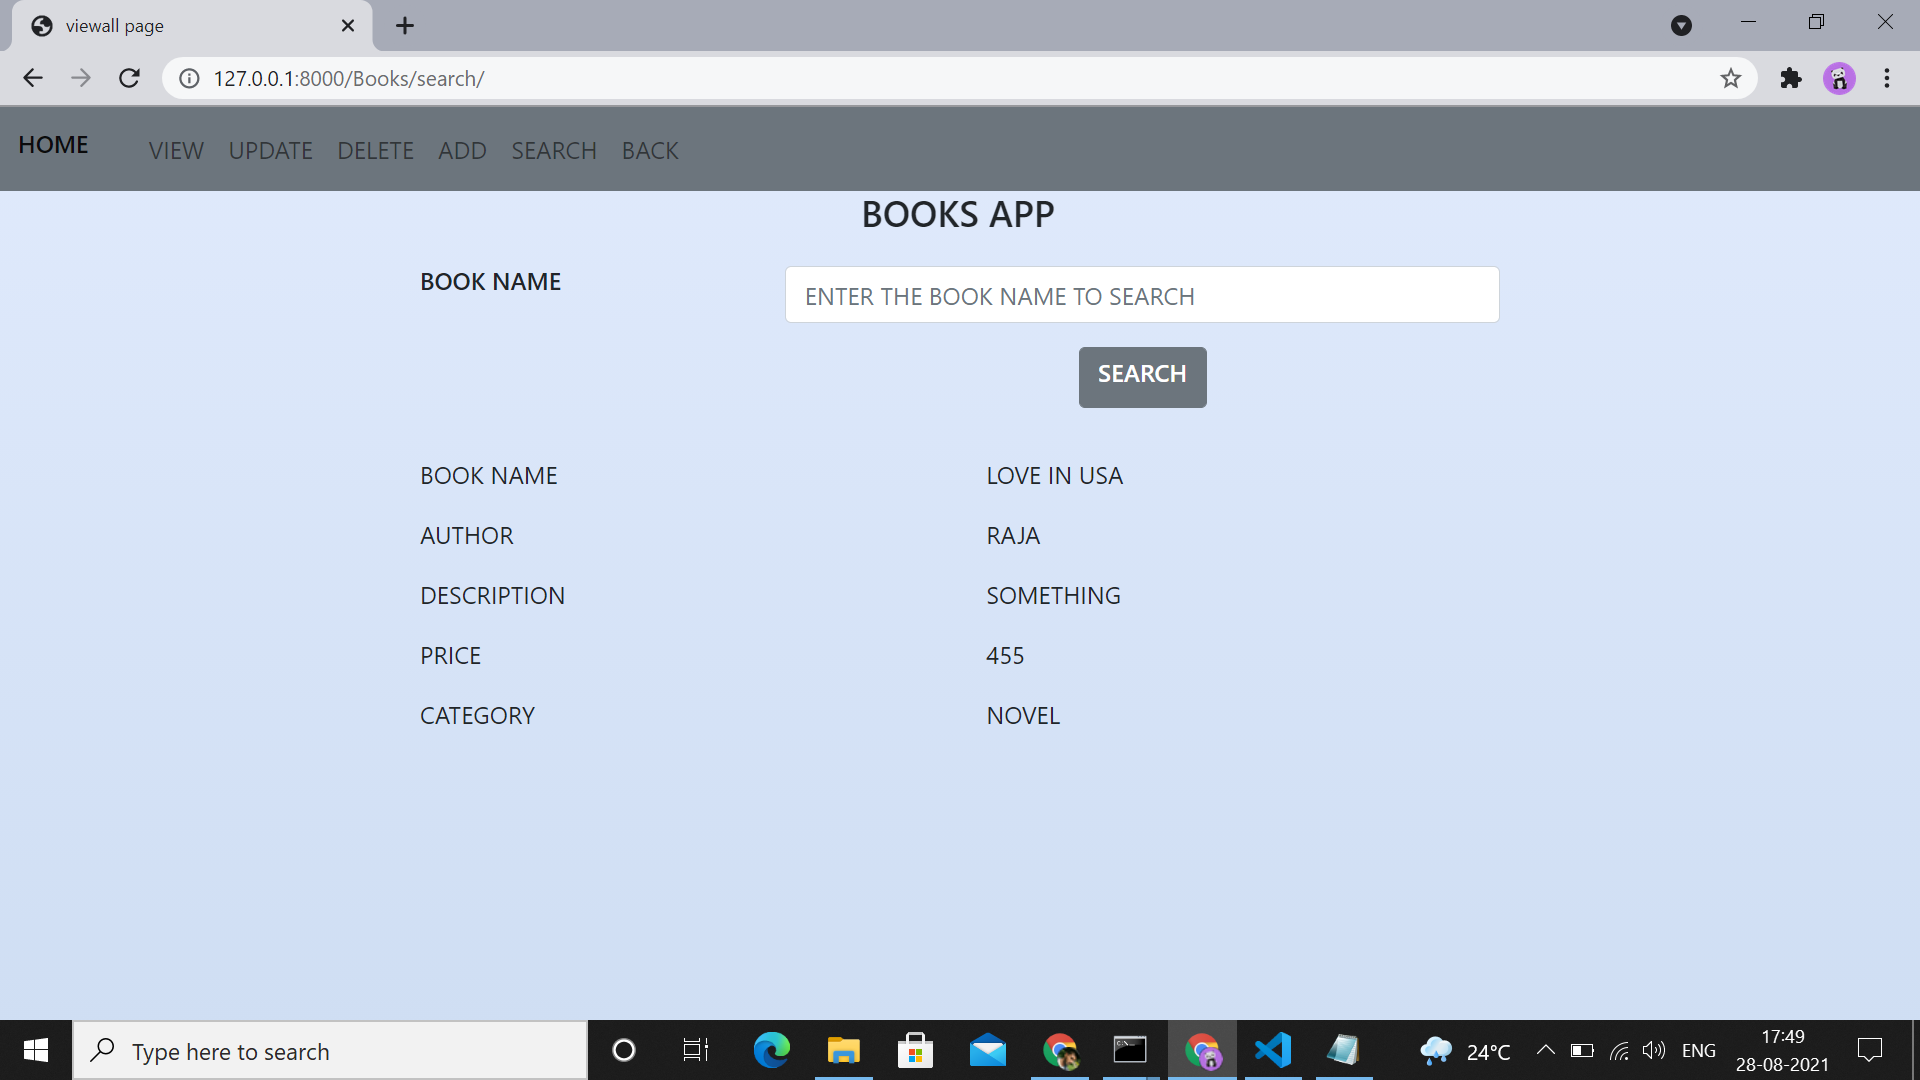 viewall page
127.0.0.1:8000/Books/search/
HOME VIEW UPDATE DELETE ADD SEARCH BACK
BOOKS APP
BOOK NAME ENTER THE BOOK NAME TO SEARCH
SEARCH
BOOK NAME LOVE IN USA
AUTHOR RAJA
DESCRIPTION SOMETHING
PRICE 455
CATEGORY NOVEL
Type here to search
24°C ENG 17:49
28-08-2021